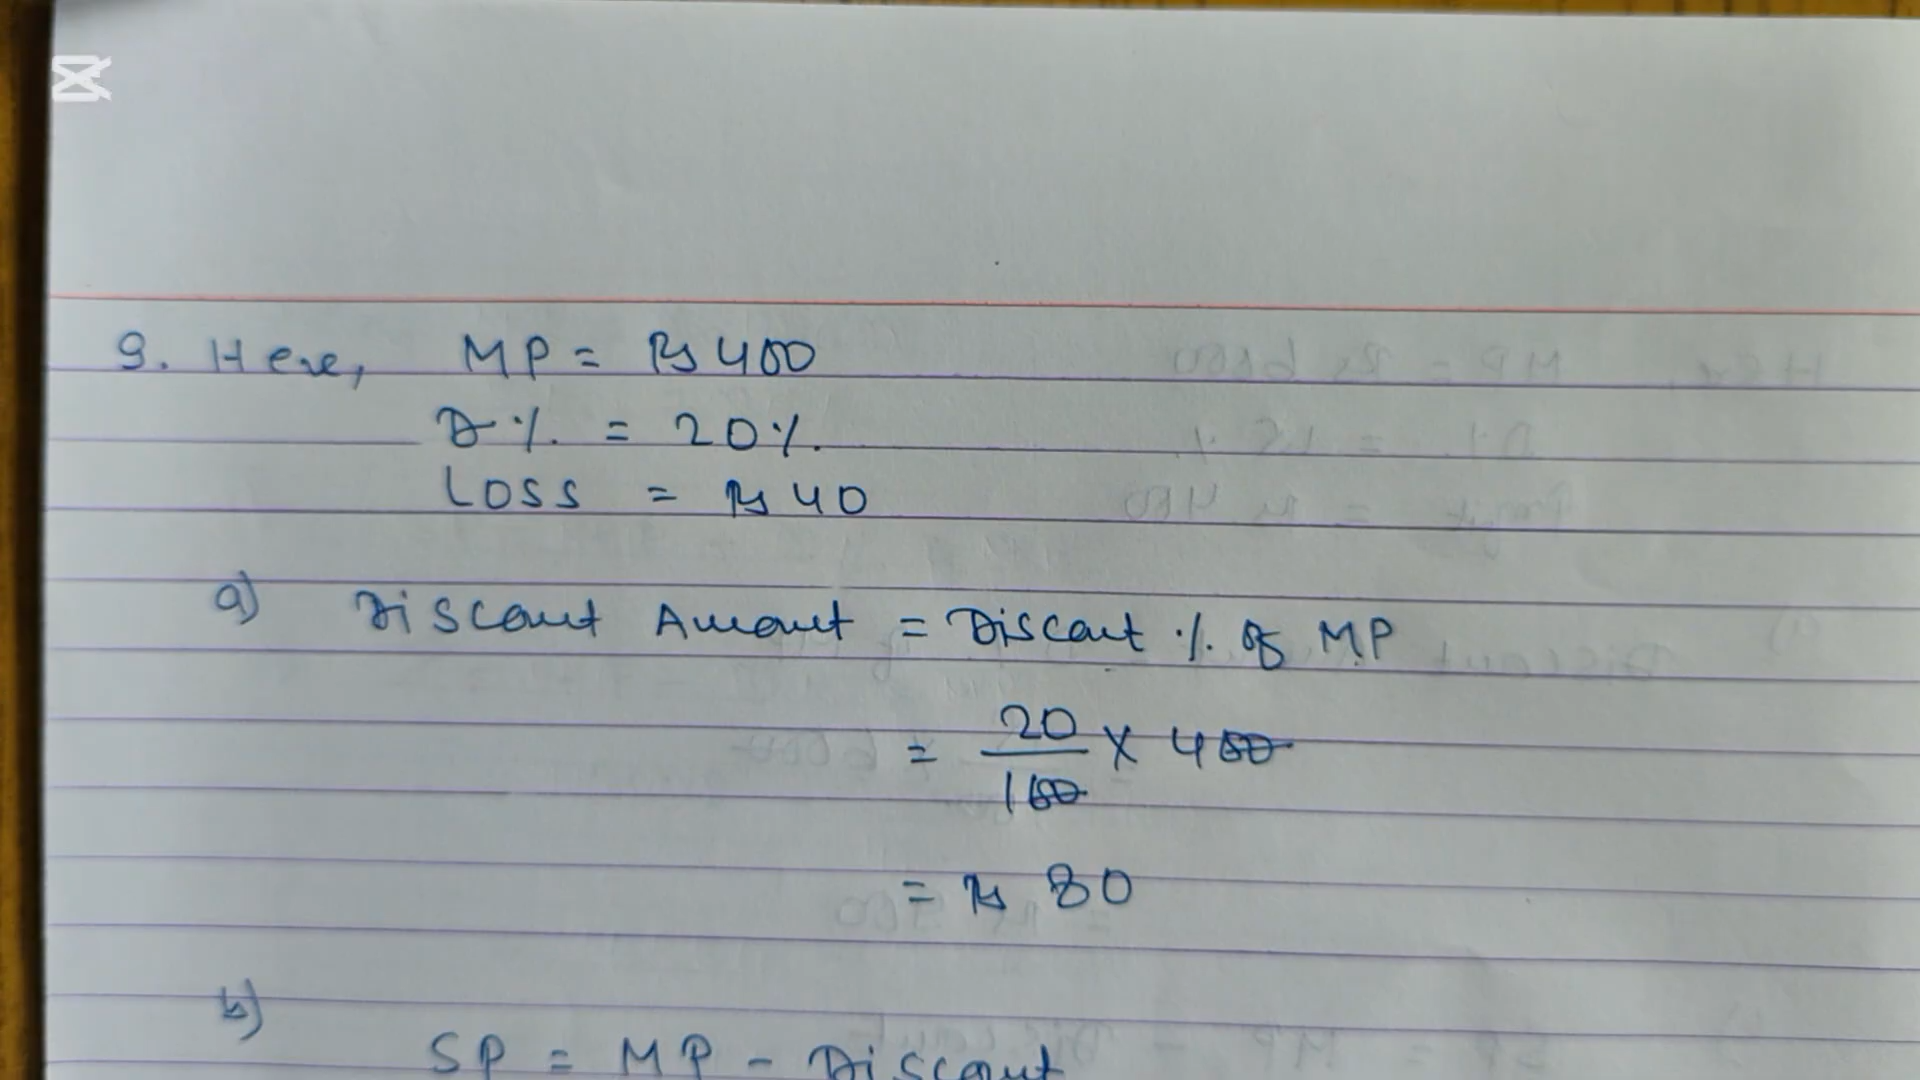 9. Here, MP = Rs 400
D % = 20 %
Loss = Rs 40
a) Discount Amount = Discount % of MP
= 20/100 × 400
= Rs 80
b)
SP = MP - Discount